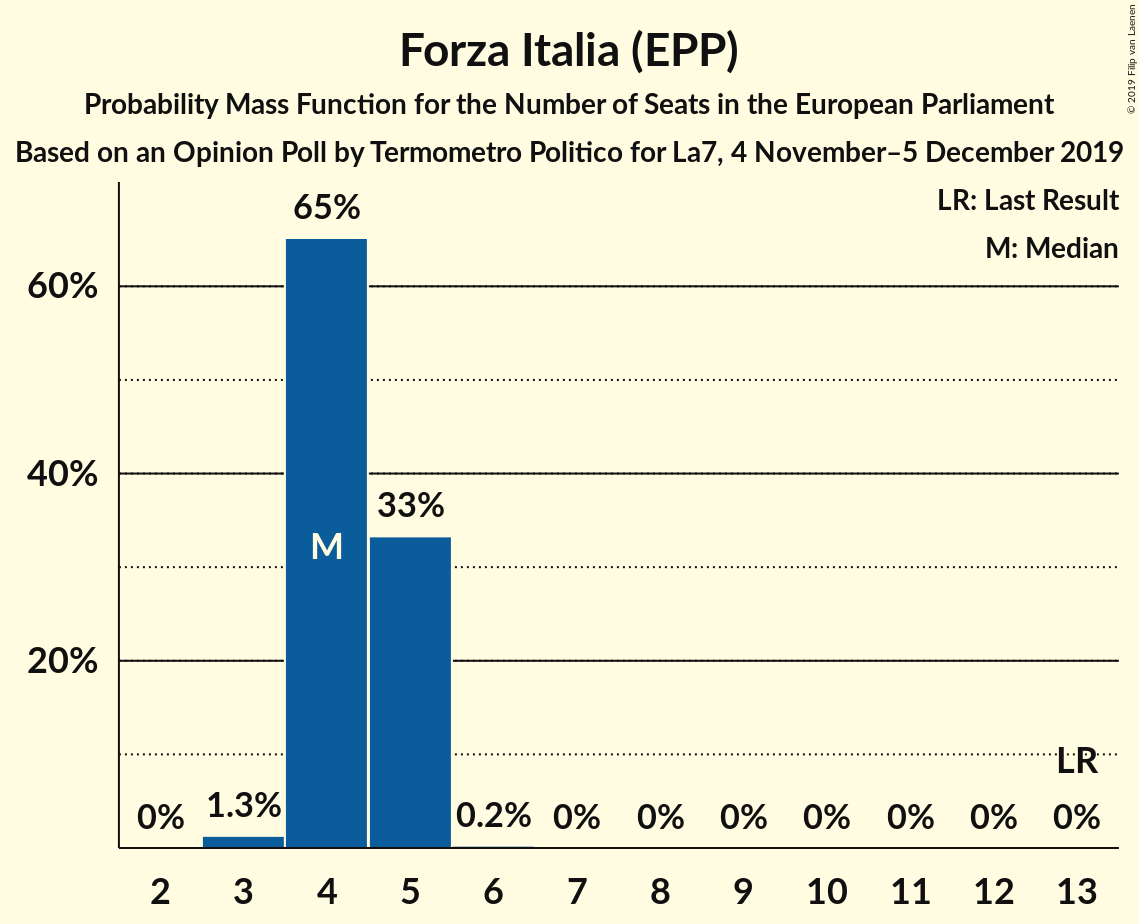 Forza Italia (EPP)
Probability Mass Function for the Number of Seats in the European Parliament
Based on an Opinion Poll by Termometro Politico for La7, 4 November–5 December 2019
© 2019 Filip van Laenen
LR: Last Result
M: Median
65%
60%
40%
33%
M
20%
LR
0% 1.3% 0.2% 0% 0% 0% 0% 0% 0% 0%
2 3 4 5 6 7 8 9 10 11 12 13